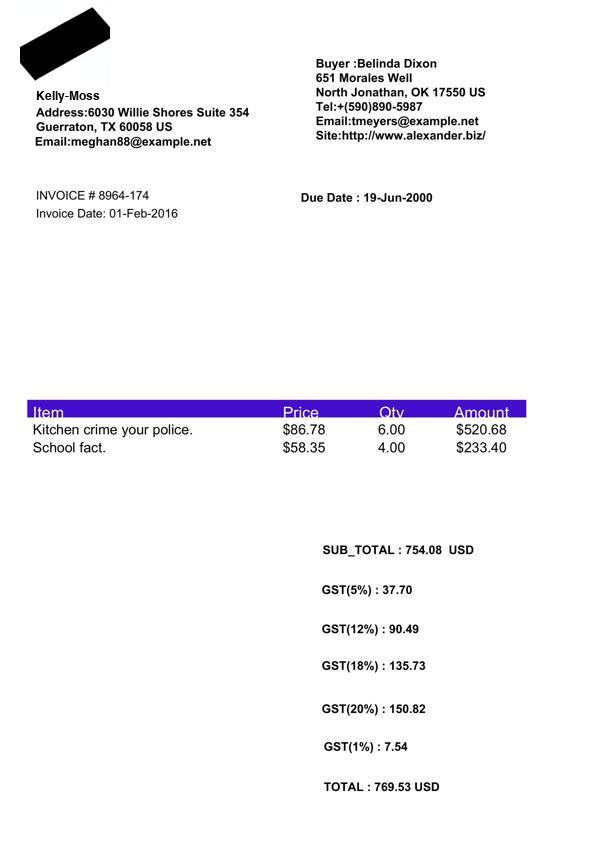 Kelly-Moss
Address:6030 Willie Shores Suite 354
Guerraton, TX 60058 US
Email:meghan88@example.net
Buyer :Belinda Dixon
651 Morales Well
North Jonathan, OK 17550 US
Tel:+(590)890-5987
Email:tmeyers@example.net
Site:http://www.alexander.biz/
INVOICE # 8964-174
Invoice Date: 01-Feb-2016
Due Date : 19-Jun-2000
Item Price Qty Amount
Kitchen crime your police. $86.78 6.00 $520.68
School fact. $58.35 4.00 $233.40
SUB_TOTAL : 754.08 USD
GST(5%) : 37.70
GST(12%) : 90.49
GST(18%) : 135.73
GST(20%) : 150.82
GST(1%) : 7.54
TOTAL : 769.53 USD